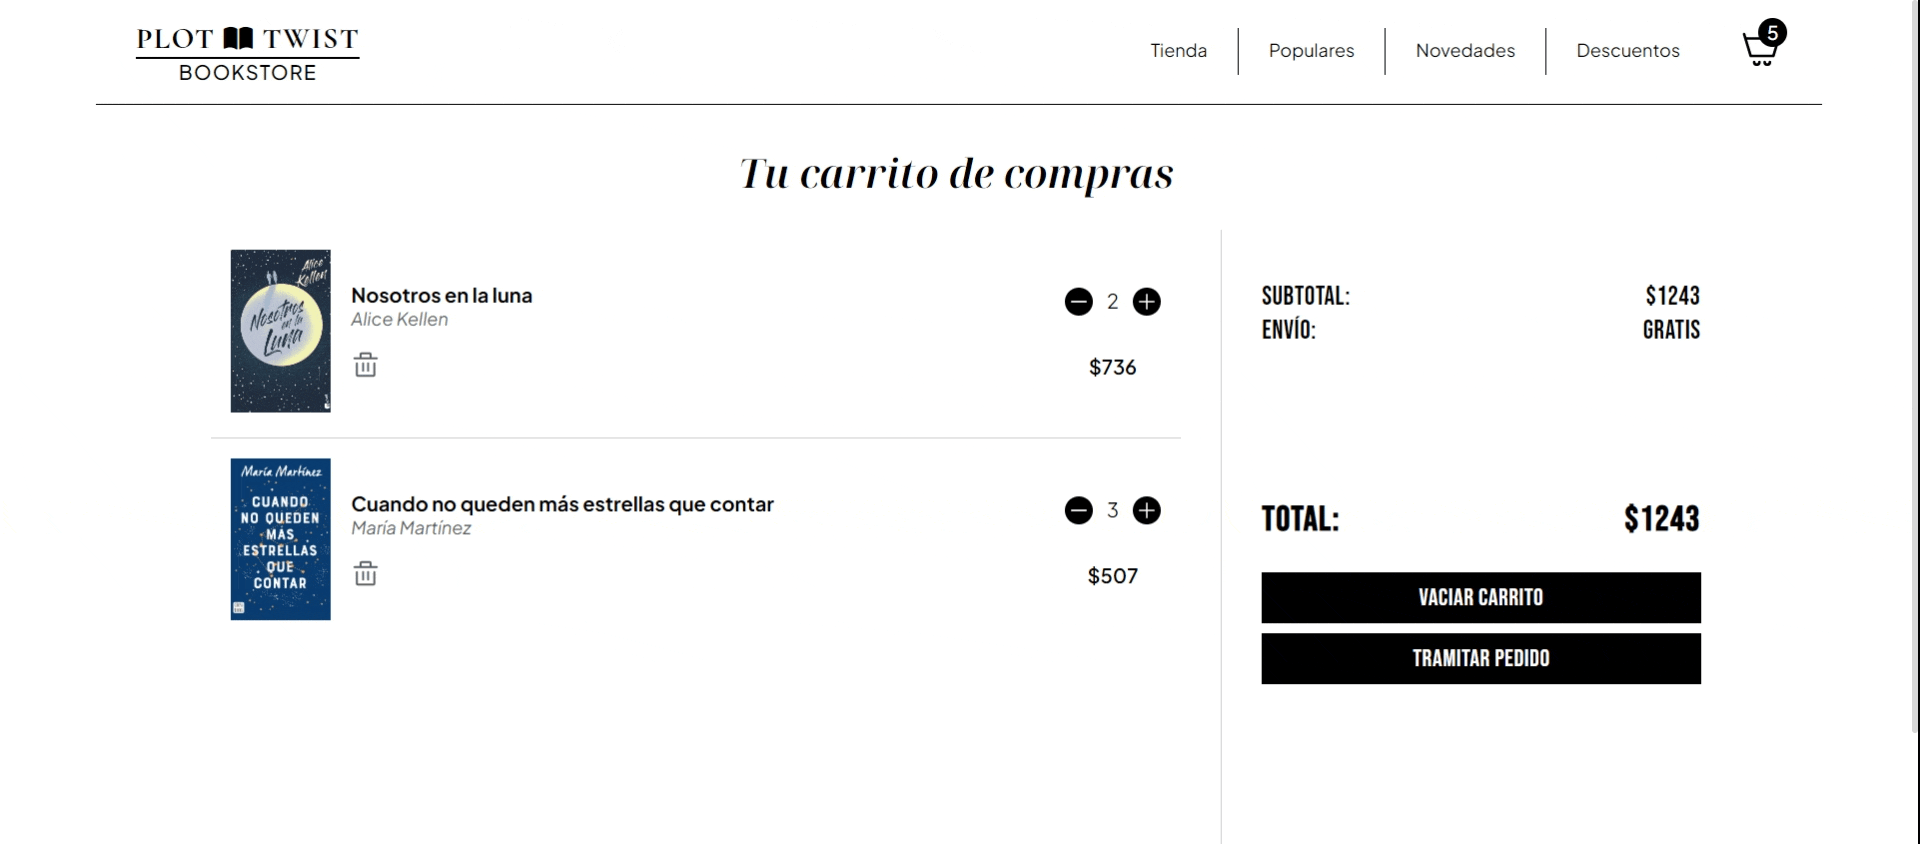 PLOT TWIST
BOOKSTORE
Tienda
Populares
Novedades
Descuentos
5
Tu carrito de compras
Alice
Kellen
Nosotros
en la
Luna
Nosotros en la luna
Alice Kellen
2
$736
María Martínez
CUANDO
NO QUEDEN
MÁS
ESTRELLAS
QUE
CONTAR
Cuando no queden más estrellas que contar
María Martínez
3
$507
SUBTOTAL: $1243
ENVÍO: GRATIS
TOTAL: $1243
VACIAR CARRITO
TRAMITAR PEDIDO